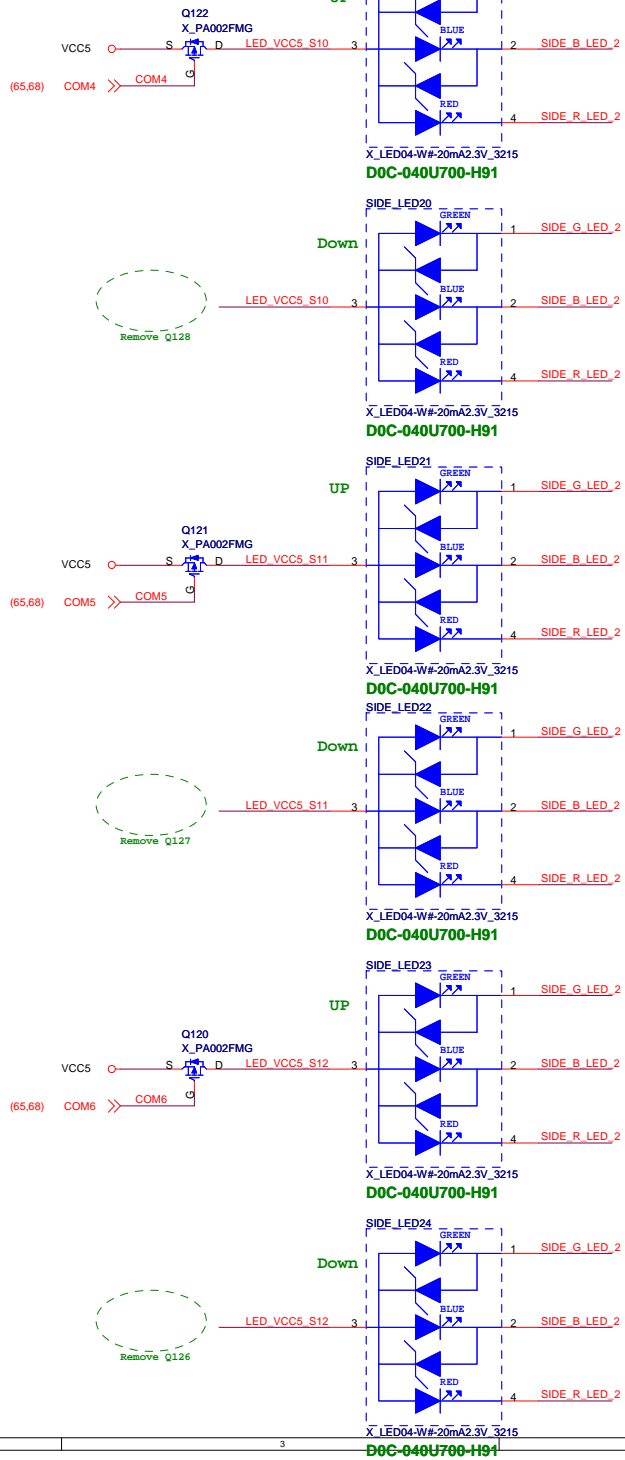 UP
Q122
X_PA002FMG
VCC5 S D LED_VCC5_S10 3 BLUE 2 SIDE_B_LED_2
G
(65,68) COM4 COM4
RED
4 SIDE_R_LED_2
X_LED04-W#-20mA2.3V_3215
D0C-040U700-H91
SIDE_LED20
GREEN
1 SIDE_G_LED_2
Down
BLUE
LED_VCC5_S10 3 2 SIDE_B_LED_2
Remove Q128
RED
4 SIDE_R_LED_2
X_LED04-W#-20mA2.3V_3215
D0C-040U700-H91
SIDE_LED21
GREEN
UP
1 SIDE_G_LED_2
Q121
X_PA002FMG
VCC5 S D LED_VCC5_S11 3 2 SIDE_B_LED_2
G
(65,68) COM5 COM5
RED
4 SIDE_R_LED_2
X_LED04-W#-20mA2.3V_3215
D0C-040U700-H91
SIDE_LED22
GREEN
1 SIDE_G_LED_2
Down
BLUE
LED_VCC5_S11 3 2 SIDE_B_LED_2
Remove Q127
RED
4 SIDE_R_LED_2
X_LED04-W#-20mA2.3V_3215
D0C-040U700-H91
SIDE_LED23
GREEN
1 SIDE_G_LED_2
UP
Q120
X_PA002FMG
BLUE
VCC5 S D LED_VCC5_S12 3 2 SIDE_B_LED_2
G
(65,68) COM6 COM6
RED
4 SIDE_R_LED_2
X_LED04-W#-20mA2.3V_3215
D0C-040U700-H91
SIDE_LED24
GREEN
1 SIDE_G_LED_2
Down
BLUE
LED_VCC5_S12 3 2 SIDE_B_LED_2
Remove Q126
RED
4 SIDE_R_LED_2
X_LED04-W#-20mA2.3V_3215
3
D0C-040U700-H91